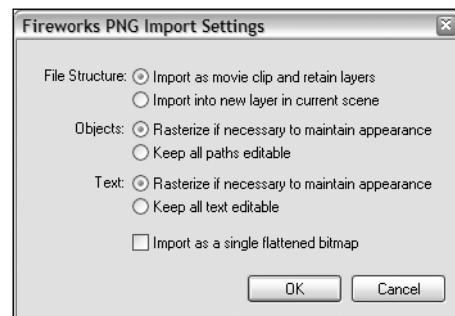 Fireworks PNG Import Settings
File Structure: Import as movie clip and retain layers
Import into new layer in current scene
Objects: Rasterize if necessary to maintain appearance
Keep all paths editable
Text: Rasterize if necessary to maintain appearance
Keep all text editable
Import as a single flattened bitmap
OK Cancel